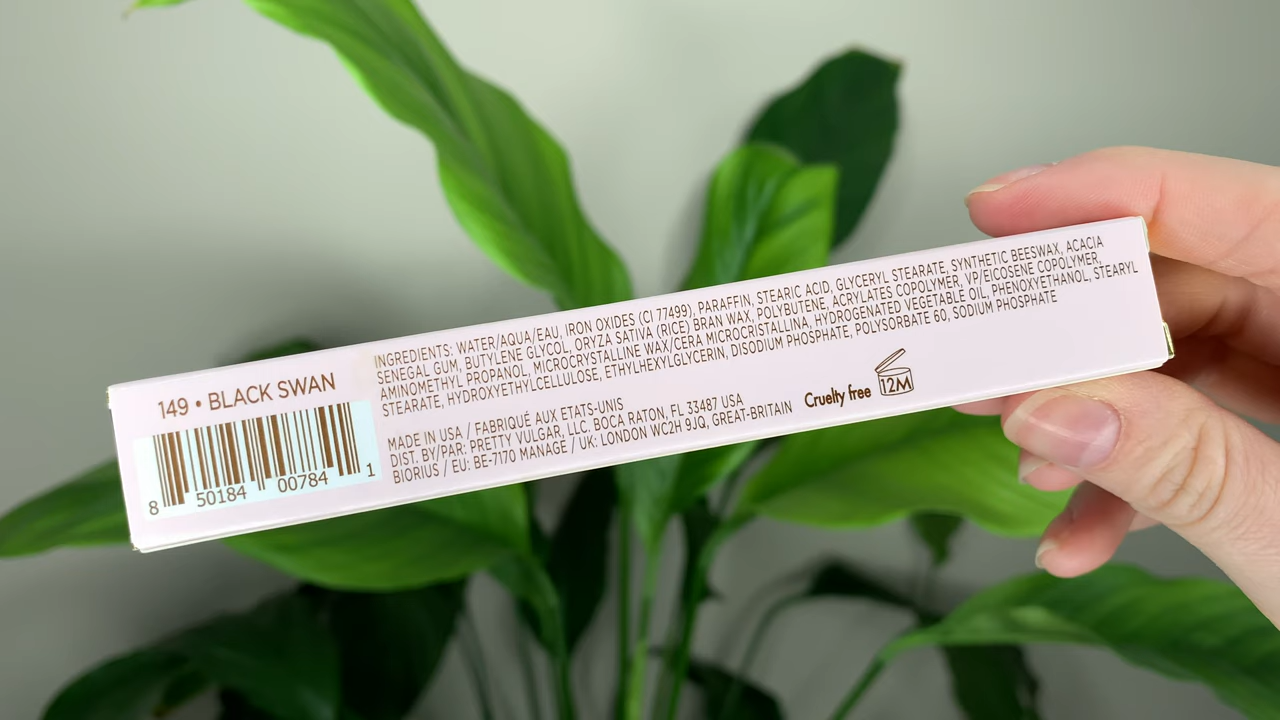 149 • BLACK SWAN
8 50184 00784 1
INGREDIENTS: WATER/AQUA/EAU, IRON OXIDES (CI 77499), PARAFFIN, STEARIC ACID, GLYCERYL STEARATE, SYNTHETIC BEESWAX, ACACIA
SENEGAL GUM, BUTYLENE GLYCOL, ORYZA SATIVA (RICE) BRAN WAX, POLYBUTENE, ACRYLATES COPOLYMER, VP/EICOSENE COPOLYMER,
AMINOMETHYL PROPANOL, MICROCRYSTALLINE WAX/CERA MICROCRISTALLINA, HYDROGENATED VEGETABLE OIL, PHENOXYETHANOL, STEARYL
STEARATE, HYDROXYETHYLCELLULOSE, ETHYLHEXYLGLYCERIN, DISODIUM PHOSPHATE, POLYSORBATE 60, SODIUM PHOSPHATE
MADE IN USA / FABRIQUÉ AUX ETATS-UNIS
DIST. BY/PAR: PRETTY VULGAR, LLC. BOCA RATON, FL 33487 USA
BIORIUS / EU: BE-7170 MANAGE / UK: LONDON WC2H 9JQ, GREAT-BRITAIN
Cruelty free
12M